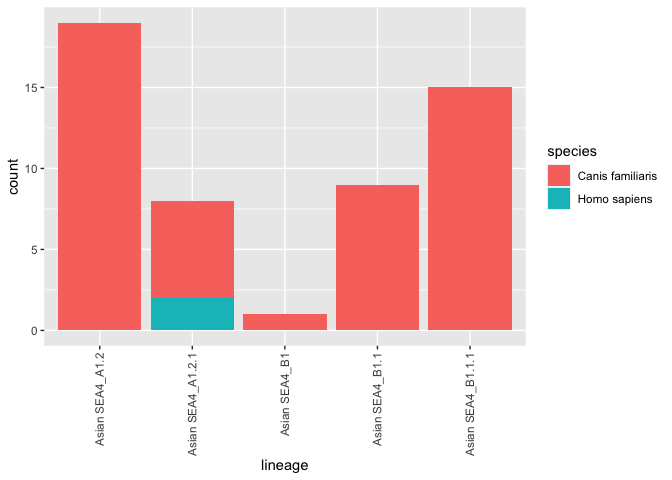 count
15
10
5
0
Asian SEA4_A1.2
Asian SEA4_A1.2.1
Asian SEA4_B1
Asian SEA4_B1.1
Asian SEA4_B1.1.1
lineage
species
Canis familiaris
Homo sapiens